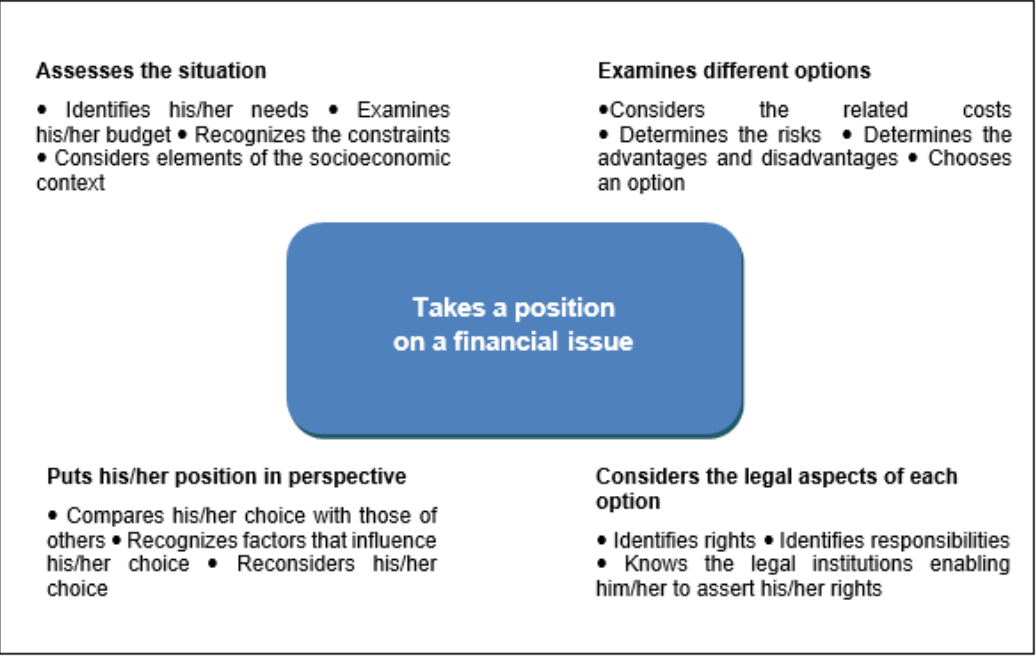 Assesses the situation
• Identifies his/her needs • Examines
his/her budget • Recognizes the constraints
• Considers elements of the socioeconomic
context
Examines different options
•Considers the related costs
• Determines the risks • Determines the
advantages and disadvantages • Chooses
an option
Takes a position
on a financial issue
Puts his/her position in perspective
• Compares his/her choice with those of
others • Recognizes factors that influence
his/her choice • Reconsiders his/her
choice
Considers the legal aspects of each
option
• Identifies rights • Identifies responsibilities
• Knows the legal institutions enabling
him/her to assert his/her rights